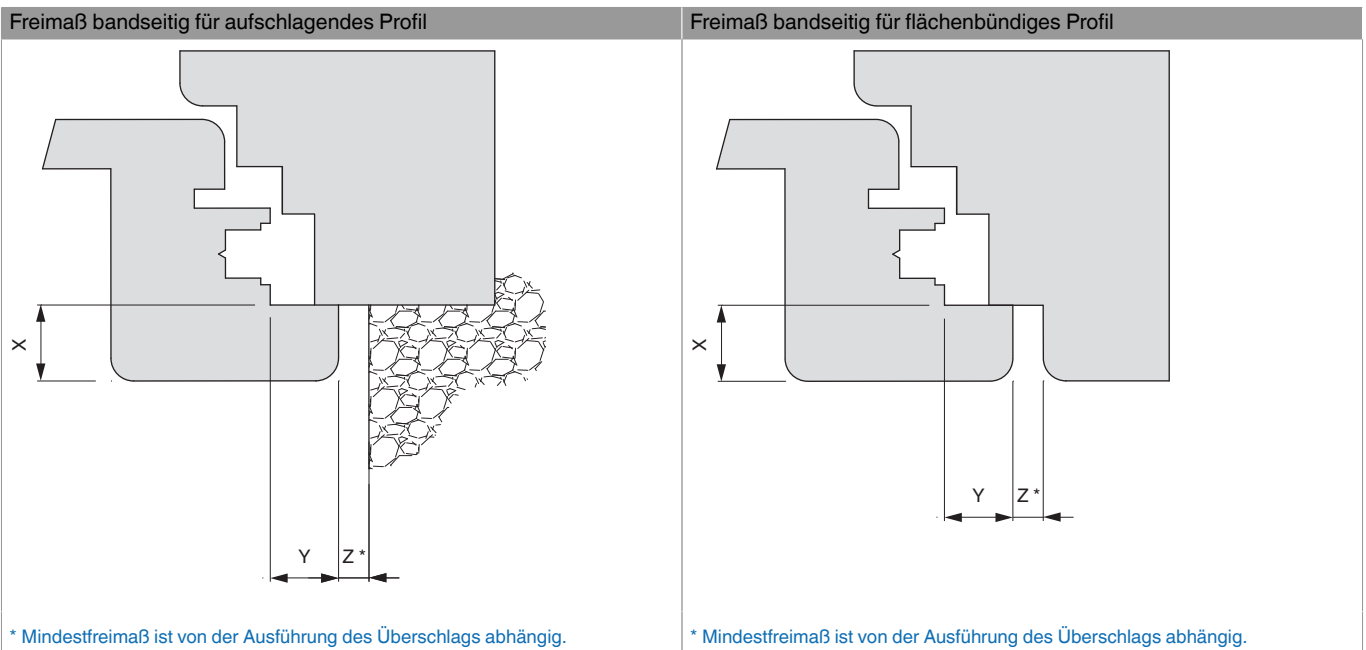 Freimaß bandseitig für aufschlagendes Profil
Freimaß bandseitig für flächenbündiges Profil
X
Y
Z *
X
Y
Z *
* Mindestfreimaß ist von der Ausführung des Überschlags abhängig.
* Mindestfreimaß ist von der Ausführung des Überschlags abhängig.